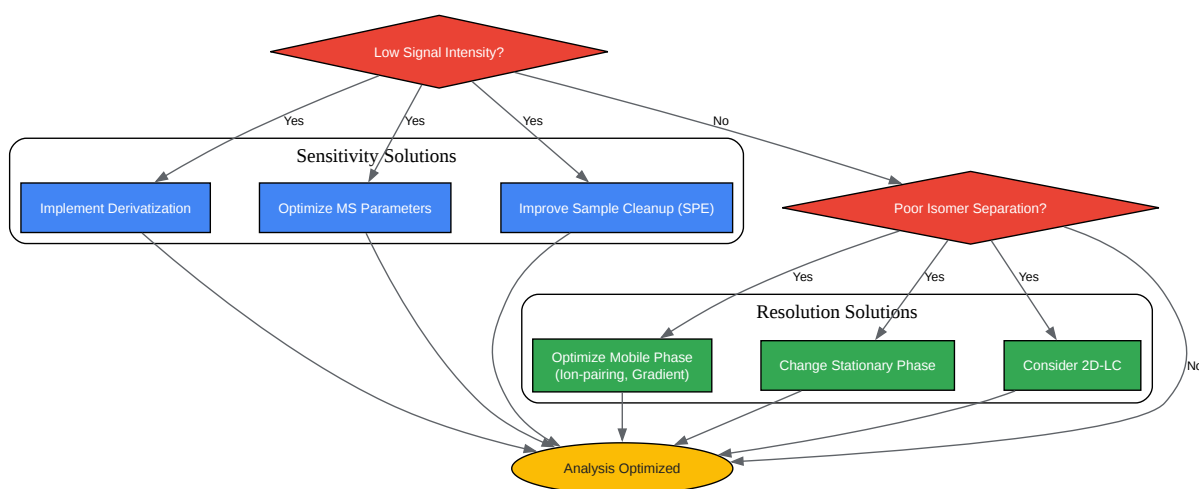 Low Signal Intensity?
Yes
Yes
Yes
No
Sensitivity Solutions
Implement Derivatization
Optimize MS Parameters
Improve Sample Cleanup (SPE)
Poor Isomer Separation?
Yes
Yes
Yes
No
Resolution Solutions
Optimize Mobile Phase
(Ion-pairing, Gradient)
Change Stationary Phase
Consider 2D-LC
Analysis Optimized